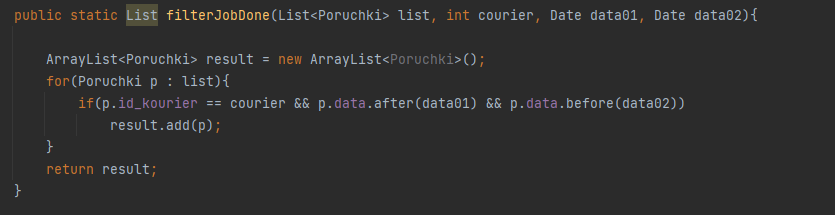 public static List filterJobDone(List<Poruchki> list, int courier, Date data01, Date data02){
ArrayList<Poruchki> result = new ArrayList<Poruchki>();
for(Poruchki p : list){
if(p.id_kourier == courier && p.data.after(data01) && p.data.before(data02))
result.add(p);
}
return result;
}